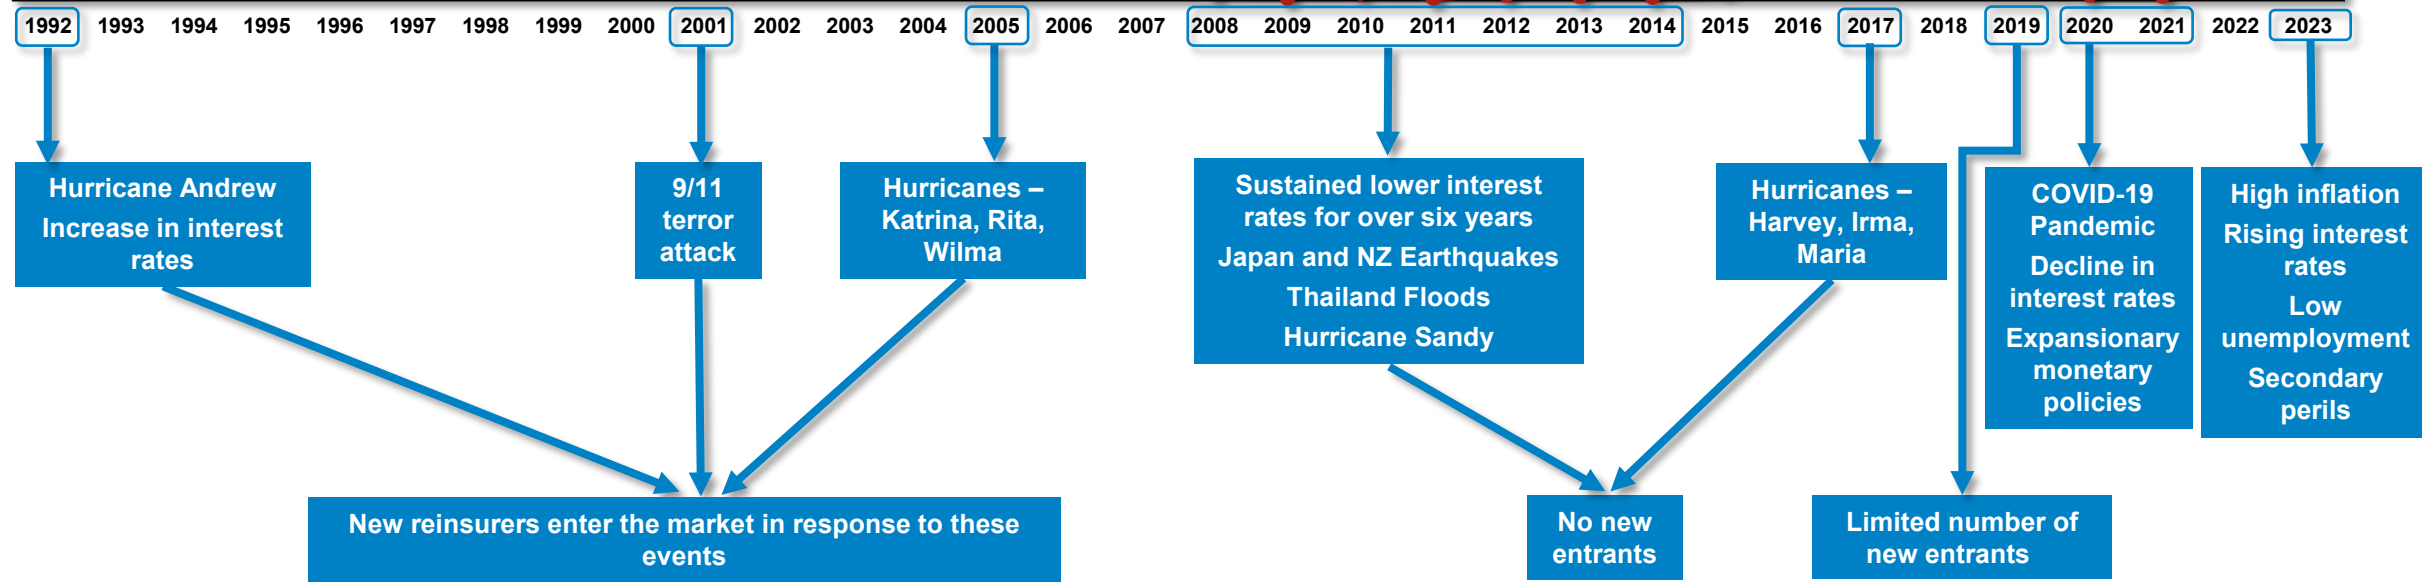 1992 1993 1994 1995 1996 1997 1998 1999 2000 2001 2002 2003 2004 2005 2006 2007 2008 2009 2010 2011 2012 2013 2014 2015 2016 2017 2018 2019 2020 2021 2022 2023
Hurricane Andrew
Increase in interest
rates
9/11
terror
attack
Hurricanes –
Katrina, Rita,
Wilma
Sustained lower interest
rates for over six years
Japan and NZ Earthquakes
Thailand Floods
Hurricane Sandy
Hurricanes –
Harvey, Irma,
Maria
COVID-19
Pandemic
Decline in
interest rates
Expansionary
monetary
policies
High inflation
Rising interest
rates
Low
unemployment
Secondary
perils
New reinsurers enter the market in response to these
events
No new
entrants
Limited number of
new entrants